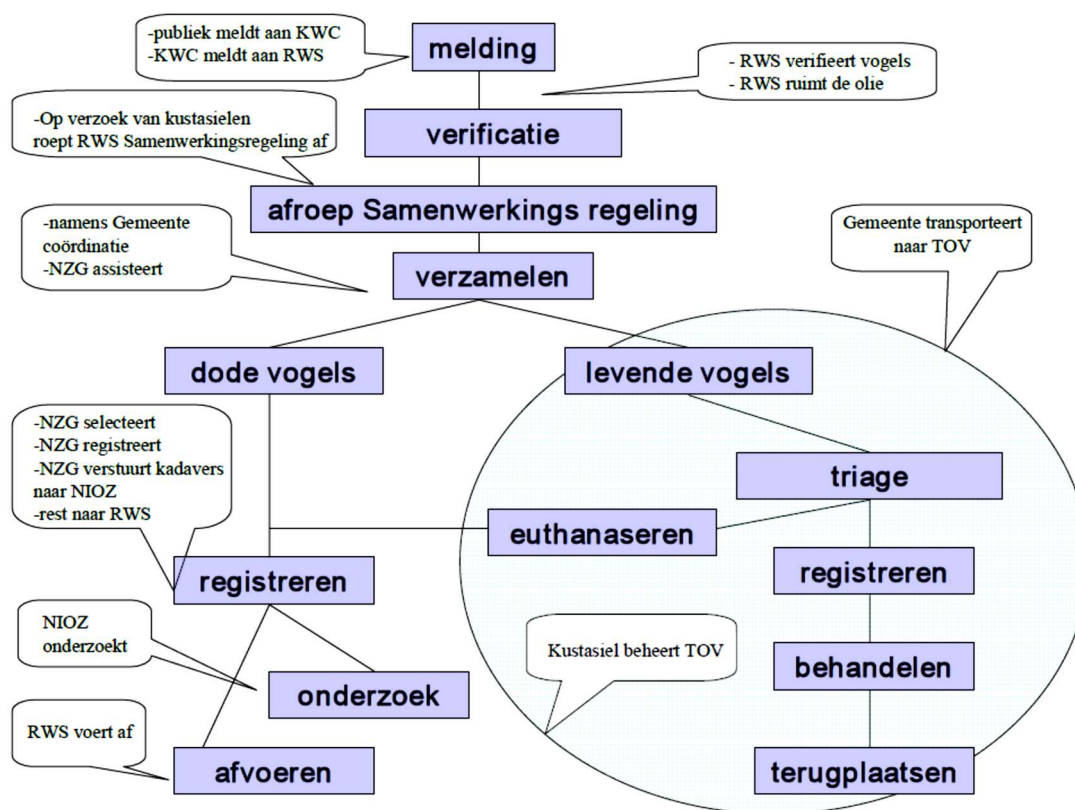 -publiek meldt aan KWC
-KWC meldt aan RWS
melding
- RWS verifieert vogels
- RWS ruimt de olie
-Op verzoek van kustasielen
roept RWS Samenwerkingsregeling af
verificatie
afroep Samenwerkings regeling
-namens Gemeente
coördinatie
-NZG assisteert
verzamelen
Gemeente transporteert
naar TOV
dode vogels
levende vogels
-NZG selecteert
-NZG registreert
-NZG verstuurt kadavers
naar NIOZ
-rest naar RWS
triage
euthanaseren
registreren
registreren
NIOZ
onderzoekt
Kustasiel beheert TOV
behandelen
onderzoek
RWS voert af
afvoeren
terugplaatsen